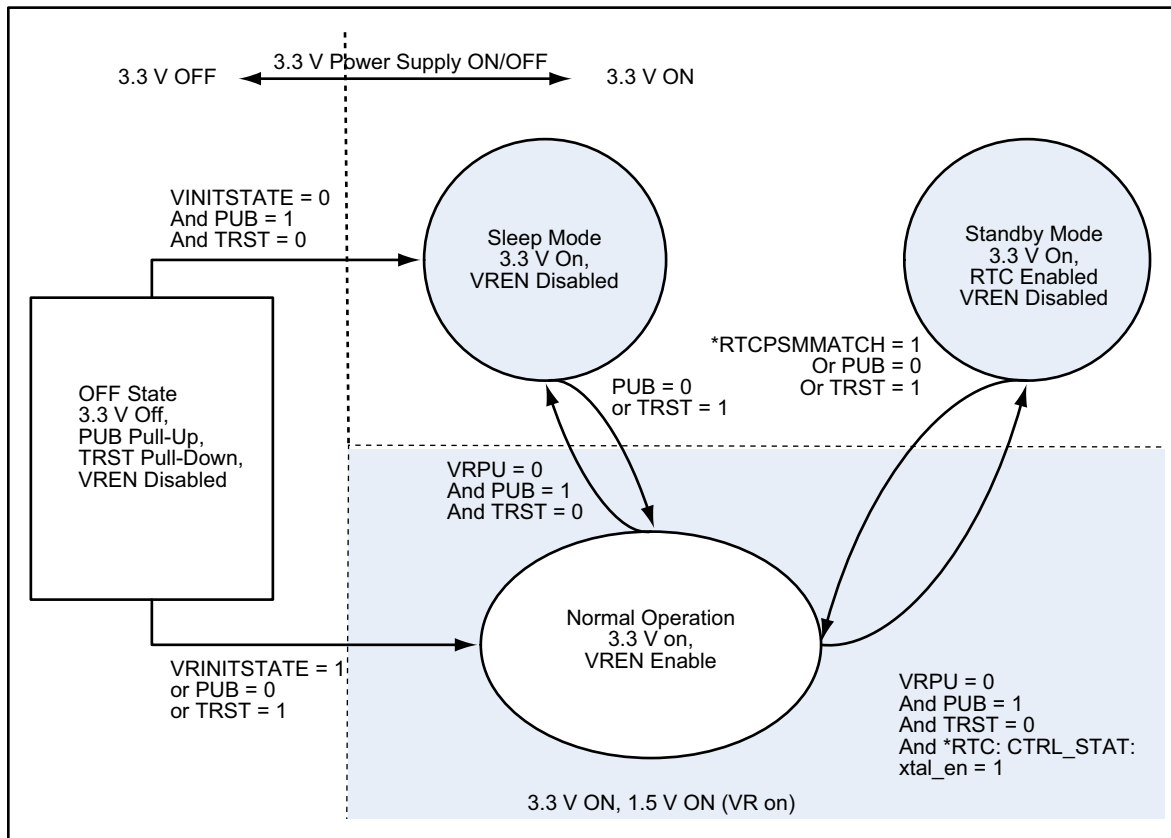 3.3 V Power Supply ON/OFF
3.3 V OFF
3.3 V ON
VINITSTATE = 0
And PUB = 1
And TRST = 0
Sleep Mode
3.3 V On,
VREN Disabled
Standby Mode
3.3 V On,
RTC Enabled
VREN Disabled
*RTCPSMMATCH = 1
Or PUB = 0
Or TRST = 1
OFF State
3.3 V Off,
PUB Pull-Up,
TRST Pull-Down,
VREN Disabled
PUB = 0
or TRST = 1
VRPU = 0
And PUB = 1
And TRST = 0
Normal Operation
3.3 V on,
VREN Enable
VRINITSTATE = 1
or PUB = 0
or TRST = 1
VRPU = 0
And PUB = 1
And TRST = 0
And *RTC: CTRL_STAT:
xtal_en = 1
3.3 V ON, 1.5 V ON (VR on)